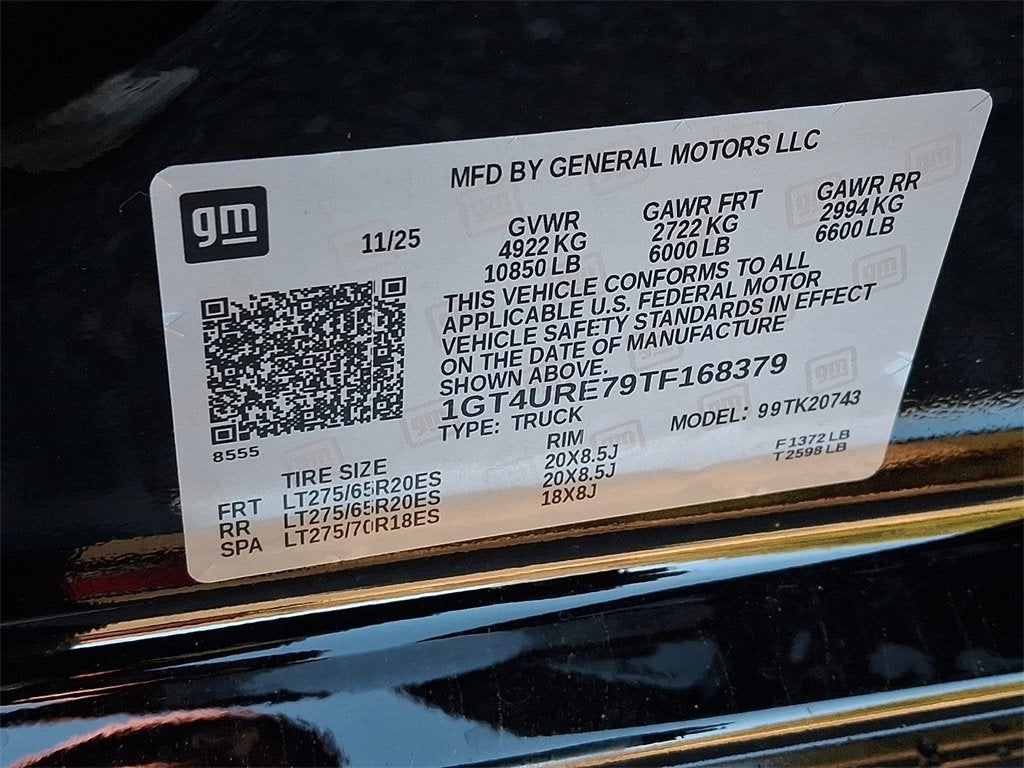 MFD BY GENERAL MOTORS LLC
gm
11/25
GVWR
4922 KG
10850 LB
GAWR FRT
2722 KG
6000 LB
GAWR RR
2994 KG
6600 LB
THIS VEHICLE CONFORMS TO ALL
APPLICABLE U.S. FEDERAL MOTOR
VEHICLE SAFETY STANDARDS IN EFFECT
ON THE DATE OF MANUFACTURE
SHOWN ABOVE.
1GT4URE79TF168379
TYPE: TRUCK
MODEL: 99TK20743
8555
F 1372 LB
T 2598 LB
TIRE SIZE RIM
FRT LT275/65R20ES 20X8.5J
RR LT275/65R20ES 20X8.5J
SPA LT275/70R18ES 18X8J